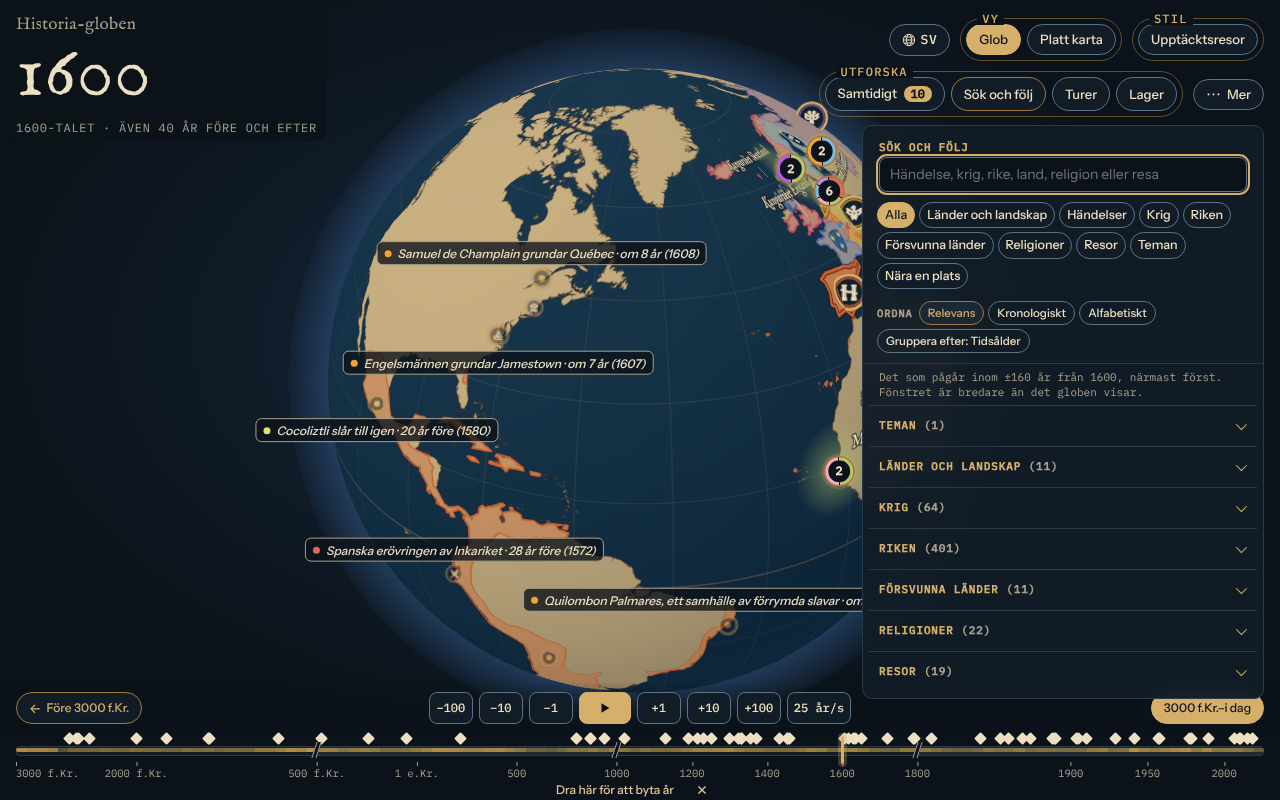 Historia-globen
1600
1600-TALET · ÄVEN 40 ÅR FÖRE OCH EFTER
SV
VY
Glob
Platt karta
STIL
Upptäcktsresor
UTFORSKA
Samtidigt 10
Sök och följ
Turer
Lager
··· Mer
SÖK OCH FÖLJ
Händelse, krig, rike, land, religion eller resa
Alla
Länder och landskap
Händelser
Krig
Riken
Försvunna länder
Religioner
Resor
Teman
Nära en plats
ORDNA
Relevans
Kronologiskt
Alfabetiskt
Gruppera efter: Tidsålder
Det som pågår inom ±160 år från 1600, närmast först.
Fönstret är bredare än det globen visar.
TEMAN (1)
LÄNDER OCH LANDSKAP (11)
KRIG (64)
RIKEN (401)
FÖRSVUNNA LÄNDER (11)
RELIGIONER (22)
RESOR (19)
2
2
6
H
2
Samuel de Champlain grundar Québec · om 8 år (1608)
Engelsmännen grundar Jamestown · om 7 år (1607)
Cocoliztli slår till igen · 20 år före (1580)
Spanska erövringen av Inkariket · 28 år före (1572)
Quilombon Palmares, ett samhälle av förrymda slavar · om
← Före 3000 f.Kr.
−100
−10
−1
+1
+10
+100
25 år/s
3000 f.Kr.–i dag
3000 f.Kr.
2000 f.Kr.
500 f.Kr.
1 e.Kr.
500
1000
1200
1400
1600
1800
1900
1950
2000
Dra här för att byta år ×